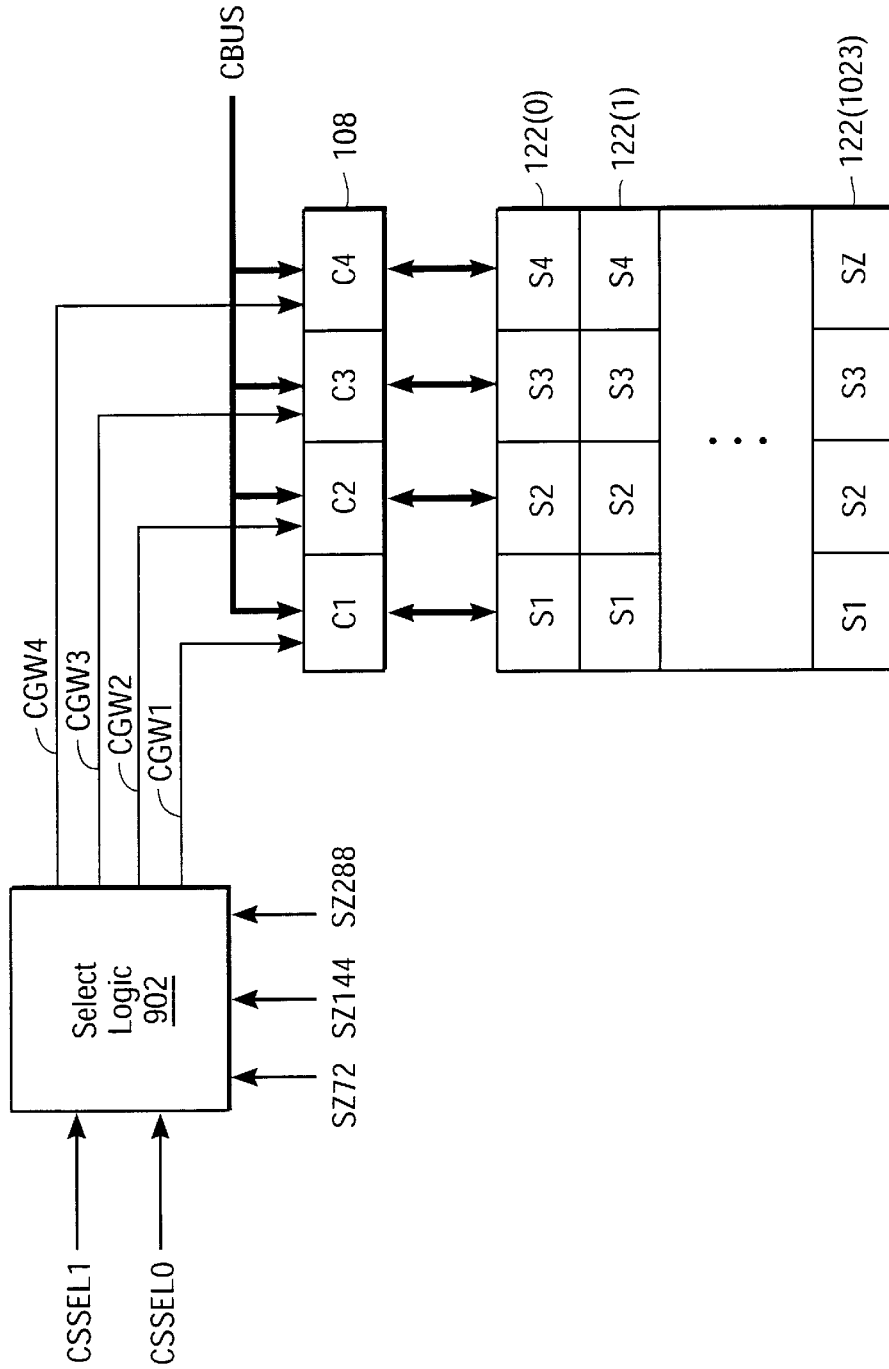 CBUS
CGW4
CGW3
CGW2
CGW1
108
C1 C2 C3 C4
Select
Logic
902
CSSEL1
CSSEL0
SZ72 SZ144 SZ288
S1 S2 S3 S4 122(0)
S1 S2 S3 S4 122(1)
S1 S2 S3 SZ 122(1023)